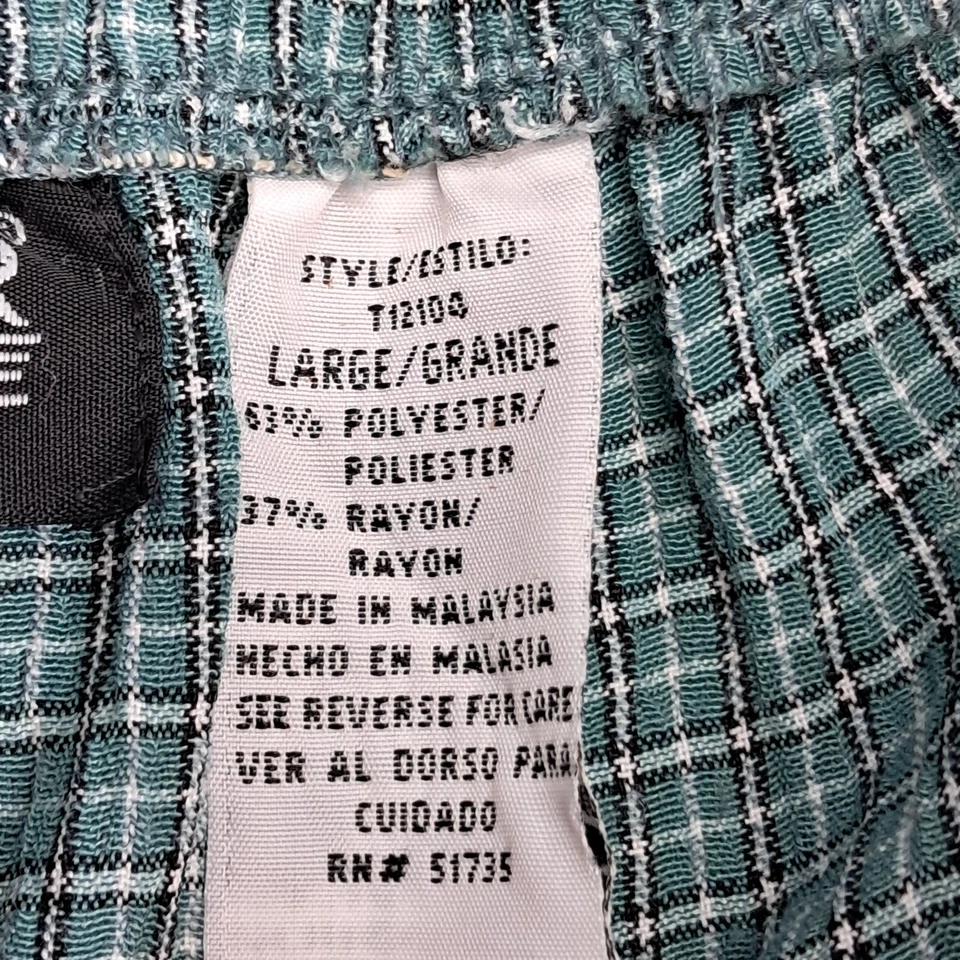 STYLE/ESTILO:
T12104
LARGE/GRANDE
63% POLYESTER/
POLIESTER
37% RAYON/
RAYON
MADE IN MALAYSIA
HECHO EN MALASIA
SEE REVERSE FOR CARE
VER AL DORSO PARA
CUIDADO
RN# 51735